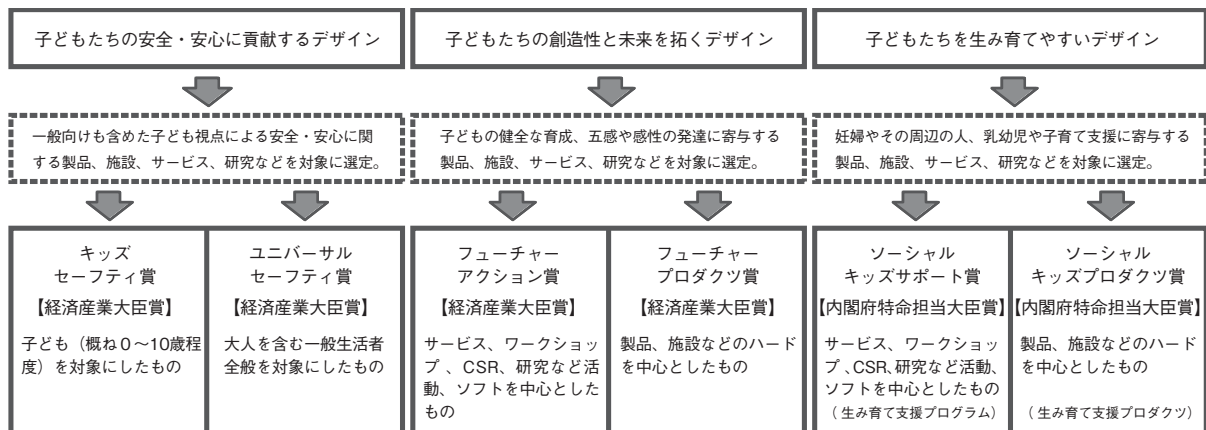 子どもたちの安全・安心に貢献するデザイン
一般向けも含めた子ども視点による安全・安心に関
する製品、施設、サービス、研究などを対象に選定。
キッズ
セーフティ賞
【経済産業大臣賞】
子ども（概ね０〜10歳程
度）を対象にしたもの
ユニバーサル
セーフティ賞
【経済産業大臣賞】
大人を含む一般生活者
全般を対象にしたもの
子どもたちの創造性と未来を拓くデザイン
子どもの健全な育成、五感や感性の発達に寄与する
製品、施設、サービス、研究などを対象に選定。
フューチャー
アクション賞
【経済産業大臣賞】
サービス、ワークショッ
プ 、CSR、研究など活
動、ソフトを中心とした
もの
フューチャー
プロダクツ賞
【経済産業大臣賞】
製品、施設などのハード
を中心としたもの
子どもたちを生み育てやすいデザイン
妊婦やその周辺の人、乳幼児や子育て支援に寄与する
製品、施設、サービス、研究などを対象に選定。
ソーシャル
キッズサポート賞
【内閣府特命担当大臣賞】
サービス、ワークショッ
プ 、CSR、研究など活動、
ソフトを中心としたもの
（ 生み育て支援プログラム）
ソーシャル
キッズプロダクツ賞
【内閣府特命担当大臣賞】
製品、施設などのハード
を中心としたもの
（ 生み育て支援プロダクツ）